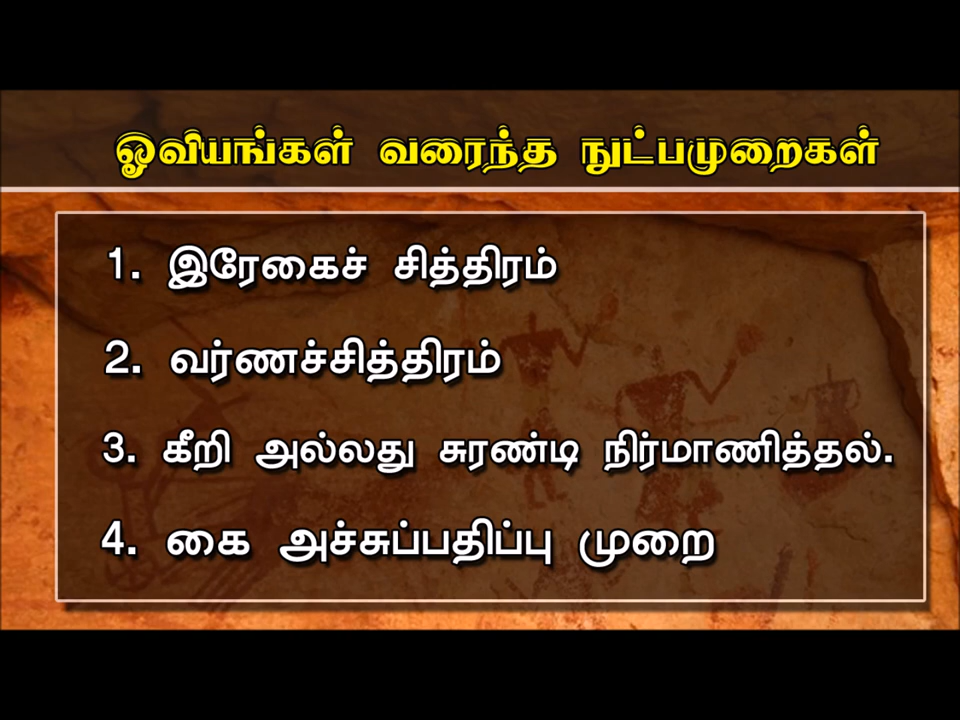 ஓவியங்கள் வரைந்த நுட்பமுறைகள்
1. இரேகைச் சித்திரம்
2. வர்ணச்சித்திரம்
3. கீறி அல்லது சுரண்டி நிர்மாணித்தல்.
4. கை அச்சுப்பதிப்பு முறை